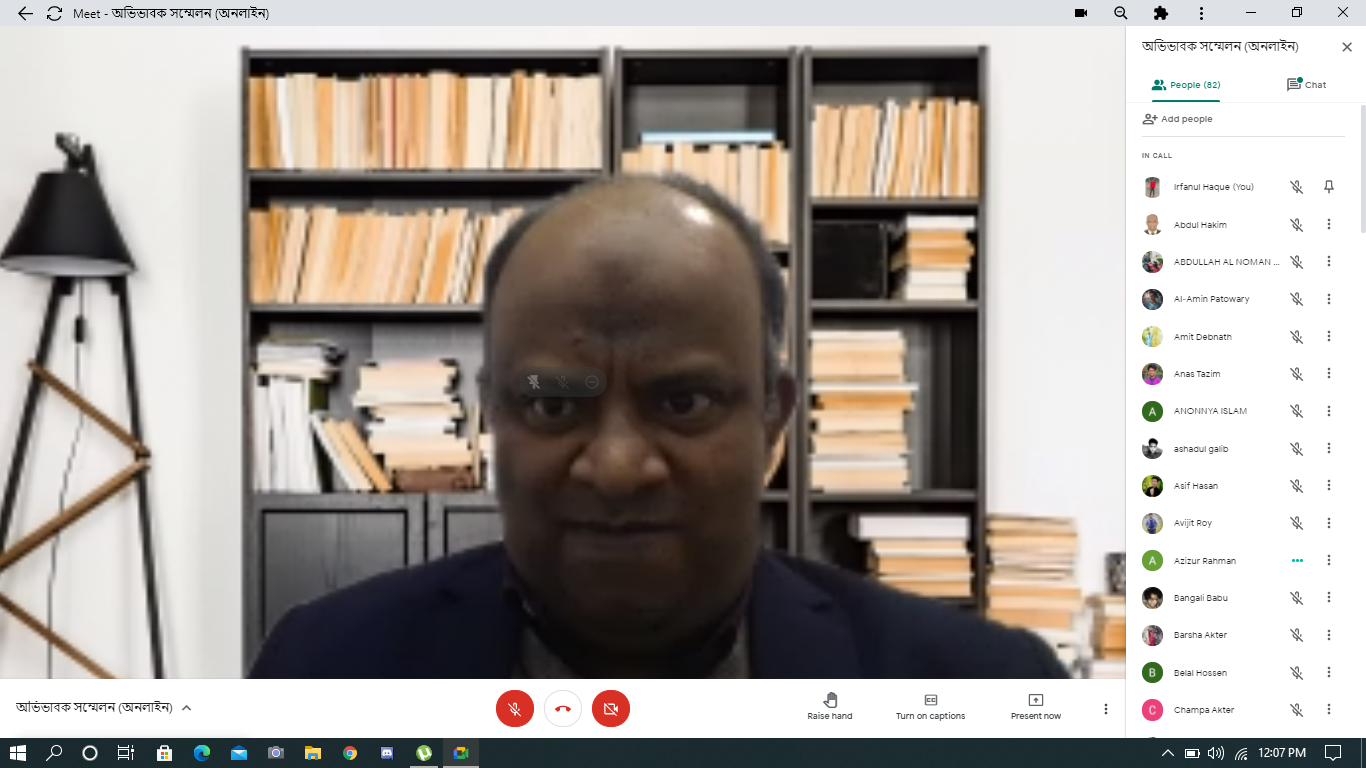 Meet - অভিভাবক সম্মেলন (অনলাইন)
অভিভাবক সম্মেলন (অনলাইন)
People (82)
Chat
Add people
IN CALL
Irfanul Haque (You)
Abdul Hakim
ABDULLAH AL NOMAN ...
Al-Amin Patowary
Amit Debnath
Anas Tazim
A ANONNYA ISLAM
ashadul galib
Asif Hasan
Avijit Roy
A Azizur Rahman
Bangali Babu
Barsha Akter
B Belal Hossen
C Champa Akter
অভিভাবক সম্মেলন (অনলাইন)
Raise hand
Turn on captions
Present now
12:07 PM